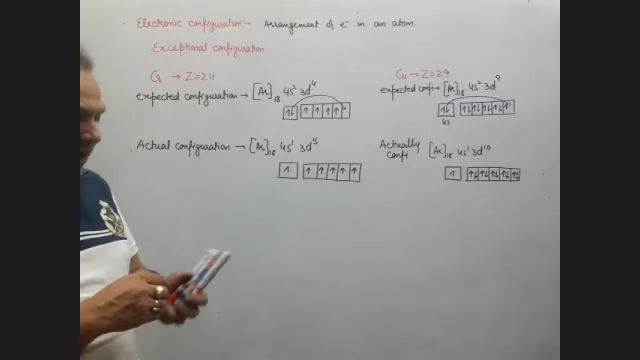 Electronic configuration → Arrangement of e⁻ in an atom.
Exceptional configuration
Cr → Z=24
Expected configuration → [Ar]₁₈ 4s² 3d⁴
Actual configuration → [Ar]₁₈ 4s¹ 3d⁵
Cu → Z=29
Expected confi → [Ar]₁₈ 4s² 3d⁹
4s
Actually [Ar]₁₈ 4s¹ 3d¹⁰
Confi